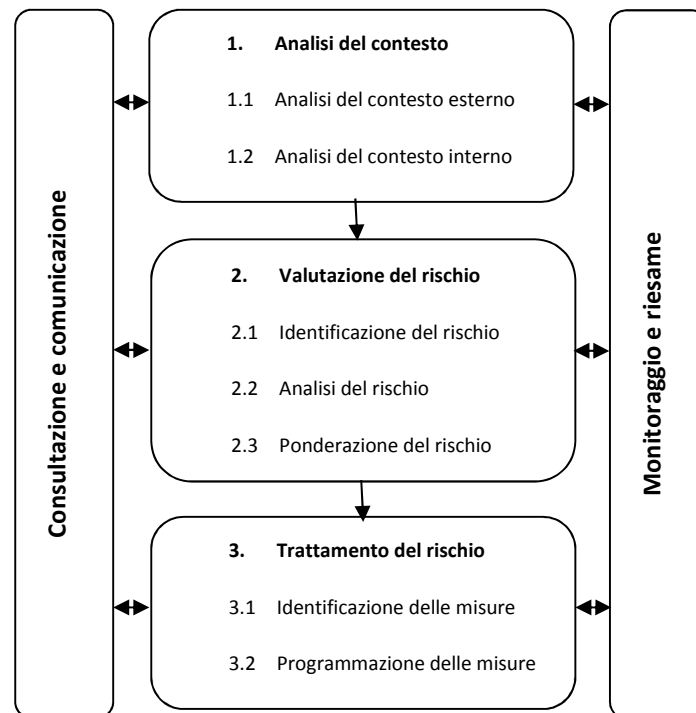 Consultazione e comunicazione
1. Analisi del contesto
1.1 Analisi del contesto esterno
1.2 Analisi del contesto interno
2. Valutazione del rischio
2.1 Identificazione del rischio
2.2 Analisi del rischio
2.3 Ponderazione del rischio
3. Trattamento del rischio
3.1 Identificazione delle misure
3.2 Programmazione delle misure
Monitoraggio e riesame